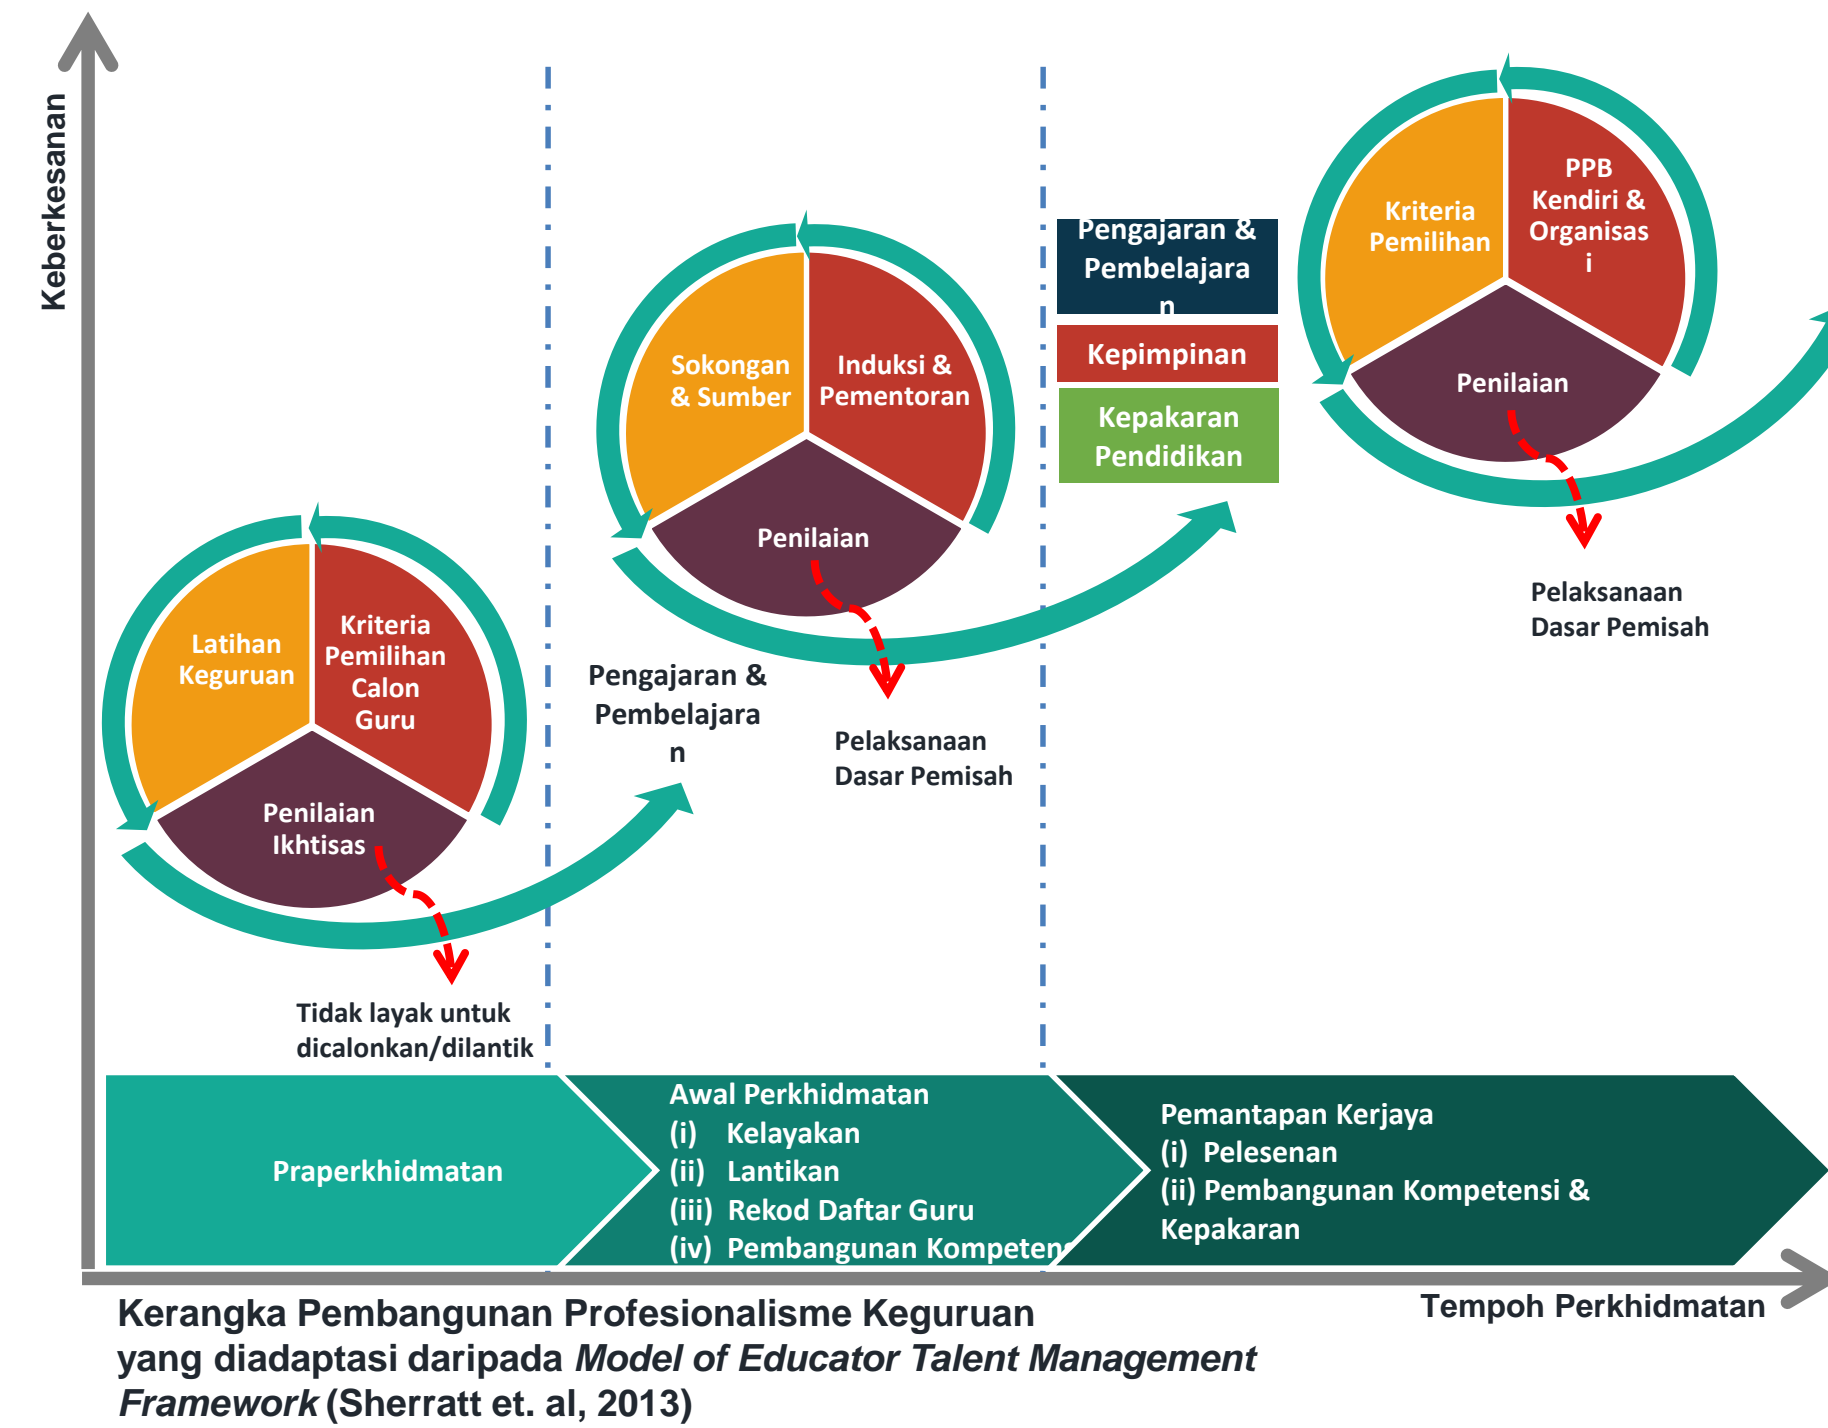 Keberkesanan
Latihan
Keguruan
Kriteria
Pemilihan
Calon
Guru
Penilaian
Ikhtisas
Tidak layak untuk
dicalonkan/dilantik
Sokongan
& Sumber
Induksi &
Pementoran
Penilaian
Pengajaran &
Pembelajara
n
Pelaksanaan
Dasar Pemisah
Pengajaran &
Pembelajara
n
Kepimpinan
Kepakaran
Pendidikan
Kriteria
Pemilihan
PPB
Kendiri &
Organisas
i
Penilaian
Pelaksanaan
Dasar Pemisah
Praperkhidmatan
Awal Perkhidmatan
(i) Kelayakan
(ii) Lantikan
(iii) Rekod Daftar Guru
(iv) Pembangunan Kompetens
Pemantapan Kerjaya
(i) Pelesenan
(ii) Pembangunan Kompetensi &
Kepakaran
Tempoh Perkhidmatan
Kerangka Pembangunan Profesionalisme Keguruan
yang diadaptasi daripada Model of Educator Talent Management
Framework (Sherratt et. al, 2013)